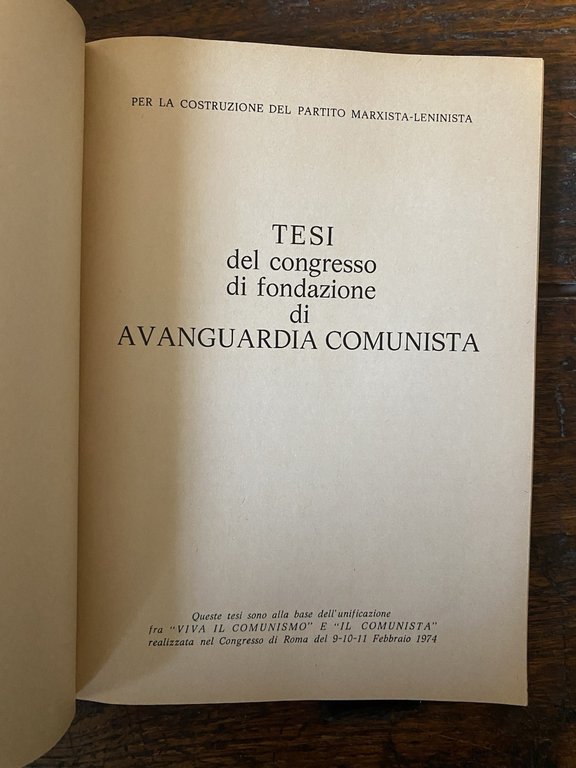 PER LA COSTRUZIONE DEL PARTITO MARXISTA-LENINISTA
TESI
del congresso
di fondazione
di
AVANGUARDIA COMUNISTA
Queste tesi sono alla base dell'unificazione
fra "VIVA IL COMUNISMO" E "IL COMUNISTA"
realizzata nel Congresso di Roma del 9-10-11 Febbraio 1974